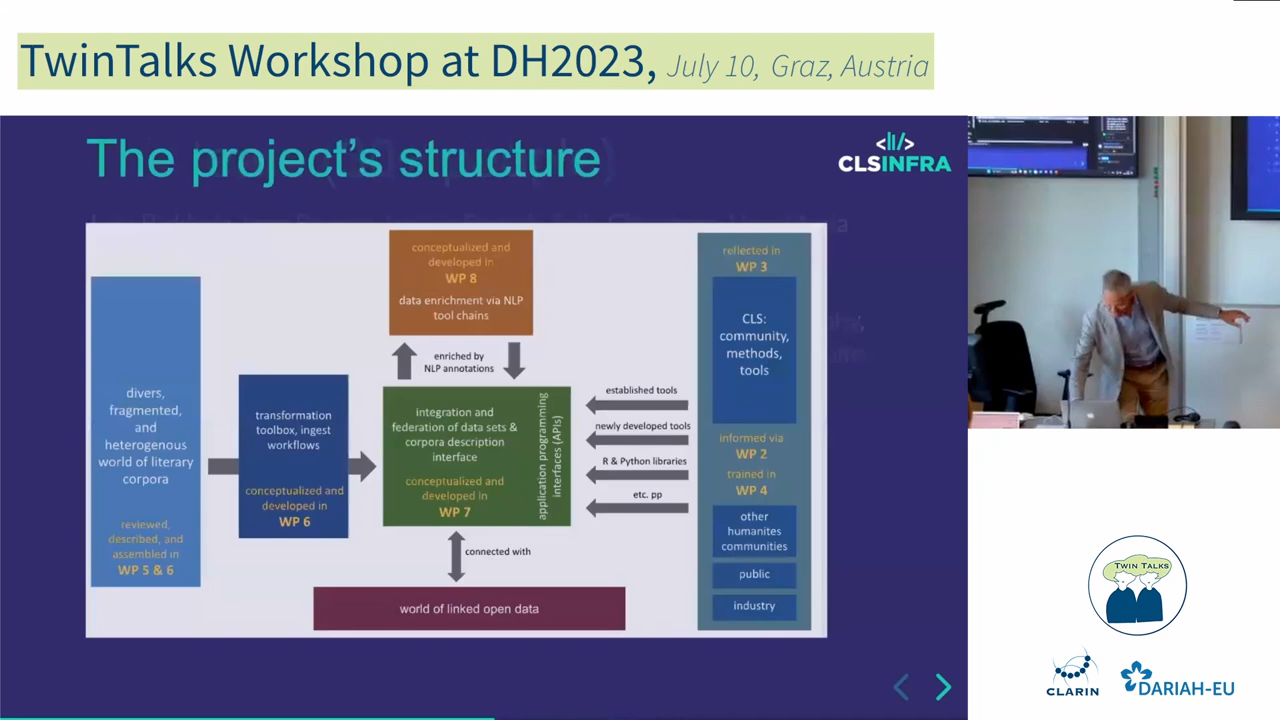 TwinTalks Workshop at DH2023, July 10, Graz, Austria
The project's structure
CLSINFRA
divers,
fragmented,
and
heterogenous
world of literary
corpora
reviewed,
described, and
assembled in
WP 5 & 6
transformation
toolbox, ingest
workflows
conceptualized and
developed in
WP 6
conceptualized and
developed in
WP 8
data enrichment via NLP
tool chains
enriched by
NLP annotations
integration and
federation of data sets &
corpora description
interface
conceptualized and
developed in
WP 7
application programming
interfaces (APIs)
connected with
world of linked open data
established tools
newly developed tools
R & Python libraries
etc. pp
reflected in
WP 3
CLS:
community,
methods,
tools
informed via
WP 2
trained in
WP 4
other
humanites
communities
public
industry
TWIN TALKS
CLARIN
DARIAH-EU